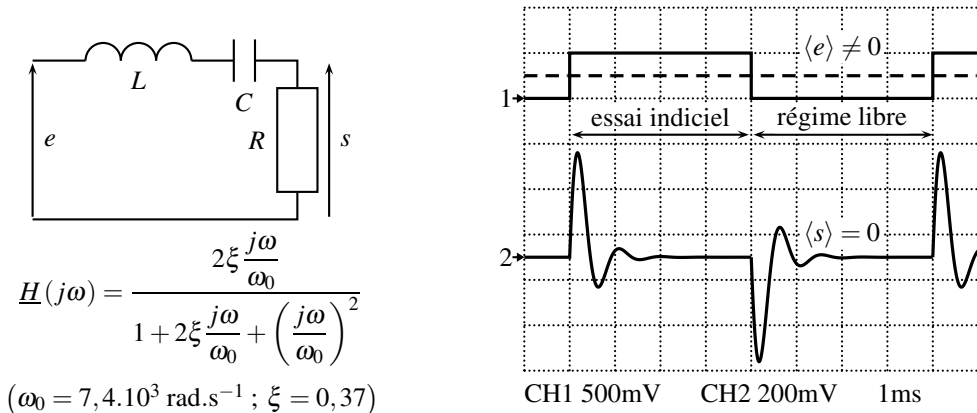 L
C
e
R
s
H(jω) = 2ξ jω/ω₀ / (1 + 2ξ jω/ω₀ + (jω/ω₀)²)
(ω₀ = 7,4.10³ rad.s⁻¹ ; ξ = 0,37)
⟨e⟩ ≠ 0
1
essai indiciel
régime libre
⟨s⟩ = 0
2
CH1 500mV CH2 200mV 1ms